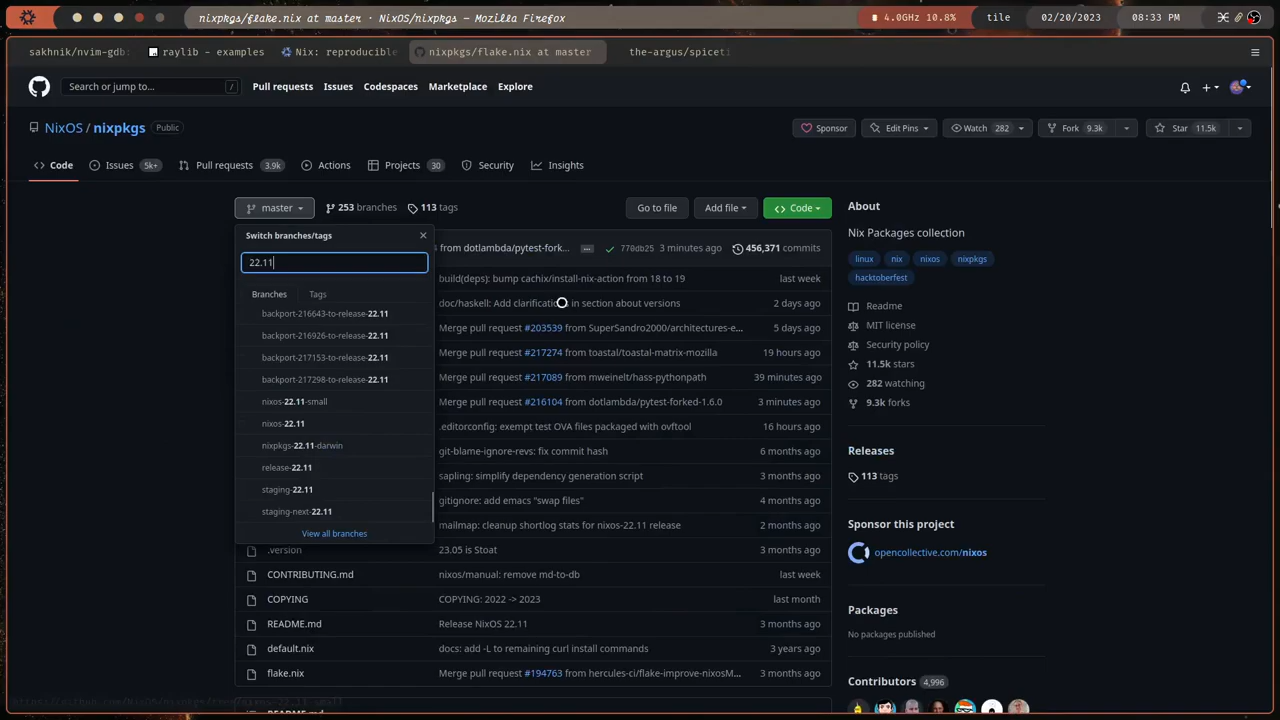 nixpkgs/flake.nix at master · NixOS/nixpkgs — Mozilla Firefox
4.0GHz 10.8%
tile
02/20/2023
08:33 PM
sakhnik/nvim-gdb:
raylib - examples
Nix: reproducible
nixpkgs/flake.nix at master
the-argus/spiceti
Search or jump to...
/
Pull requests
Issues
Codespaces
Marketplace
Explore
NixOS / nixpkgs
Public
Sponsor
Edit Pins
Watch 282
Fork 9.3k
Star 11.5k
Code
Issues 5k+
Pull requests 3.9k
Actions
Projects 30
Security
Insights
master
253 branches
113 tags
Go to file
Add file
Code
Switch branches/tags
22.11
Branches
Tags
backport-216643-to-release-22.11
backport-216926-to-release-22.11
backport-217153-to-release-22.11
backport-217298-to-release-22.11
nixos-22.11-small
nixos-22.11
nixpkgs-22.11-darwin
release-22.11
staging-22.11
staging-next-22.11
View all branches
from dotlambda/pytest-fork...
770db25 3 minutes ago
456,371 commits
build(deps): bump cachix/install-nix-action from 18 to 19
last week
doc/haskell: Add clarifications in section about versions
2 days ago
Merge pull request #203539 from SuperSandro2000/architectures-e...
5 days ago
Merge pull request #217274 from toastal/toastal-matrix-mozilla
19 hours ago
Merge pull request #217089 from mweinelt/hass-pythonpath
39 minutes ago
Merge pull request #216104 from dotlambda/pytest-forked-1.6.0
3 minutes ago
.editorconfig: exempt test OVA files packaged with ovftool
16 hours ago
git-blame-ignore-revs: fix commit hash
6 months ago
sapling: simplify dependency generation script
3 months ago
gitignore: add emacs "swap files"
4 months ago
mailmap: cleanup shortlog stats for nixos-22.11 release
2 months ago
.version
23.05 is Stoat
3 months ago
CONTRIBUTING.md
nixos/manual: remove md-to-db
last week
COPYING
COPYING: 2022 -> 2023
last month
README.md
Release NixOS 22.11
3 months ago
default.nix
docs: add -L to remaining curl install commands
3 years ago
flake.nix
Merge pull request #194763 from hercules-ci/flake-improve-nixosM...
3 months ago
README.md
About
Nix Packages collection
linux
nix
nixos
nixpkgs
hacktoberfest
Readme
MIT license
Security policy
11.5k stars
282 watching
9.3k forks
Releases
113 tags
Sponsor this project
opencollective.com/nixos
Packages
No packages published
Contributors 4,996